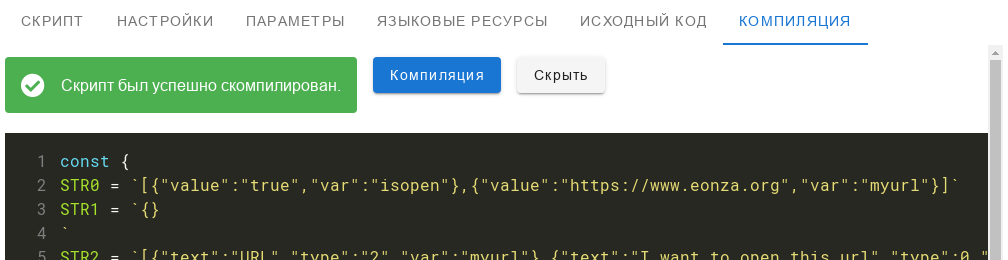 СКРИПТ НАСТРОЙКИ ПАРАМЕТРЫ ЯЗЫКОВЫЕ РЕСУРСЫ ИСХОДНЫЙ КОД КОМПИЛЯЦИЯ
Скрипт был успешно скомпилирован. Компиляция Скрыть
1 const {
2 STR0 = `[{"value":"true","var":"isopen"},{"value":"https://www.eonza.org","var":"myurl"}]`
3 STR1 = `{}
4 `
5 STR2 = `[{"text":"URL","type":"2","var":"myurl"},{"text":"I want to open this url","type":0,"